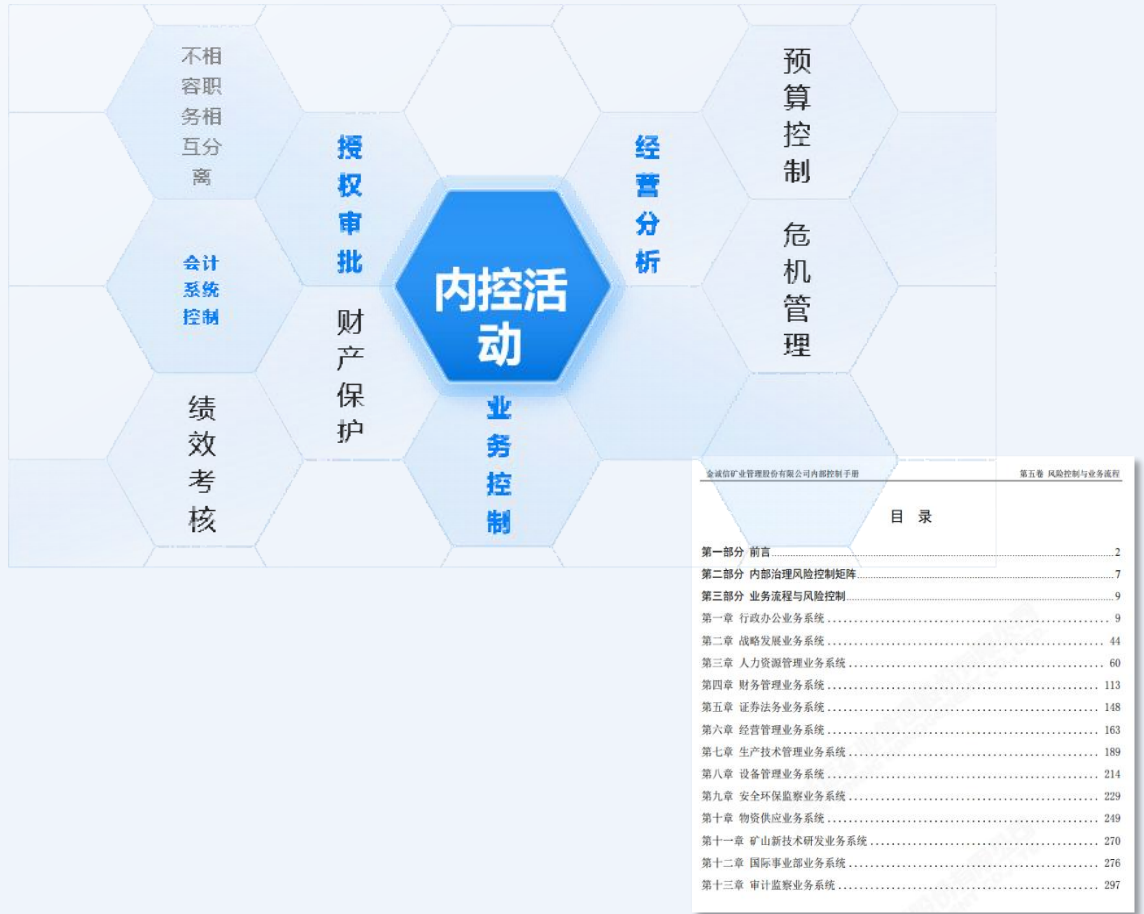 不相
容职
务相
互分
离
授
权
审
批
经
营
分
析
预
算
控
制
会计
系统
控制
财
产
保
护
内控活
动
危
机
管
理
绩
效
考
核
业
务
控
制
金诚信矿业管理股份有限公司内部控制手册 第五卷 风险控制与业务流程
目 录
第一部分 前言 2
第二部分 内部治理风险控制矩阵 7
第三部分 业务流程与风险控制 9
第一章 行政办公业务系统 9
第二章 战略发展业务系统 44
第三章 人力资源管理业务系统 60
第四章 财务管理业务系统 113
第五章 证券法务业务系统 148
第六章 经营管理业务系统 163
第七章 生产技术管理业务系统 189
第八章 设备管理业务系统 214
第九章 安全环保监察业务系统 229
第十章 物资供应业务系统 249
第十一章 矿山新技术研发业务系统 270
第十二章 国际事业部业务系统 276
第十三章 审计监察业务系统 297